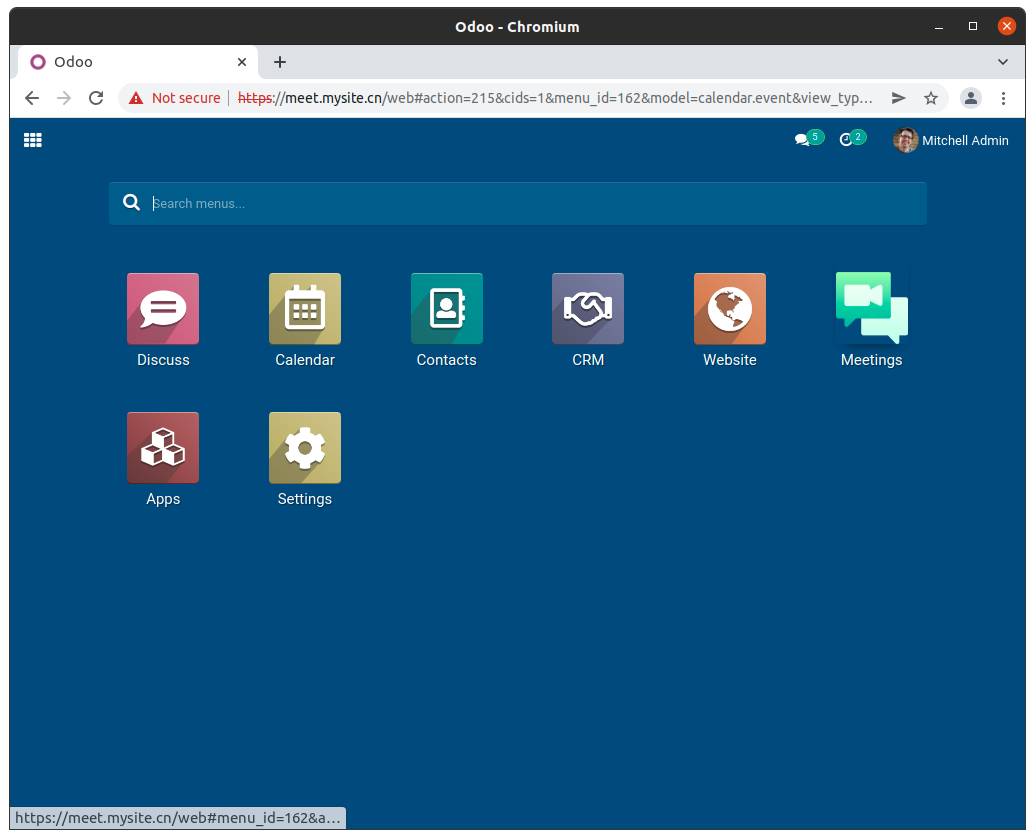 Odoo - Chromium
Odoo
Not secure https://meet.mysite.cn/web#action=215&cids=1&menu_id=162&model=calendar.event&view_typ...
5 2 Mitchell Admin
Search menus...
Discuss Calendar Contacts CRM Website Meetings
Apps Settings
https://meet.mysite.cn/web#menu_id=162&a...